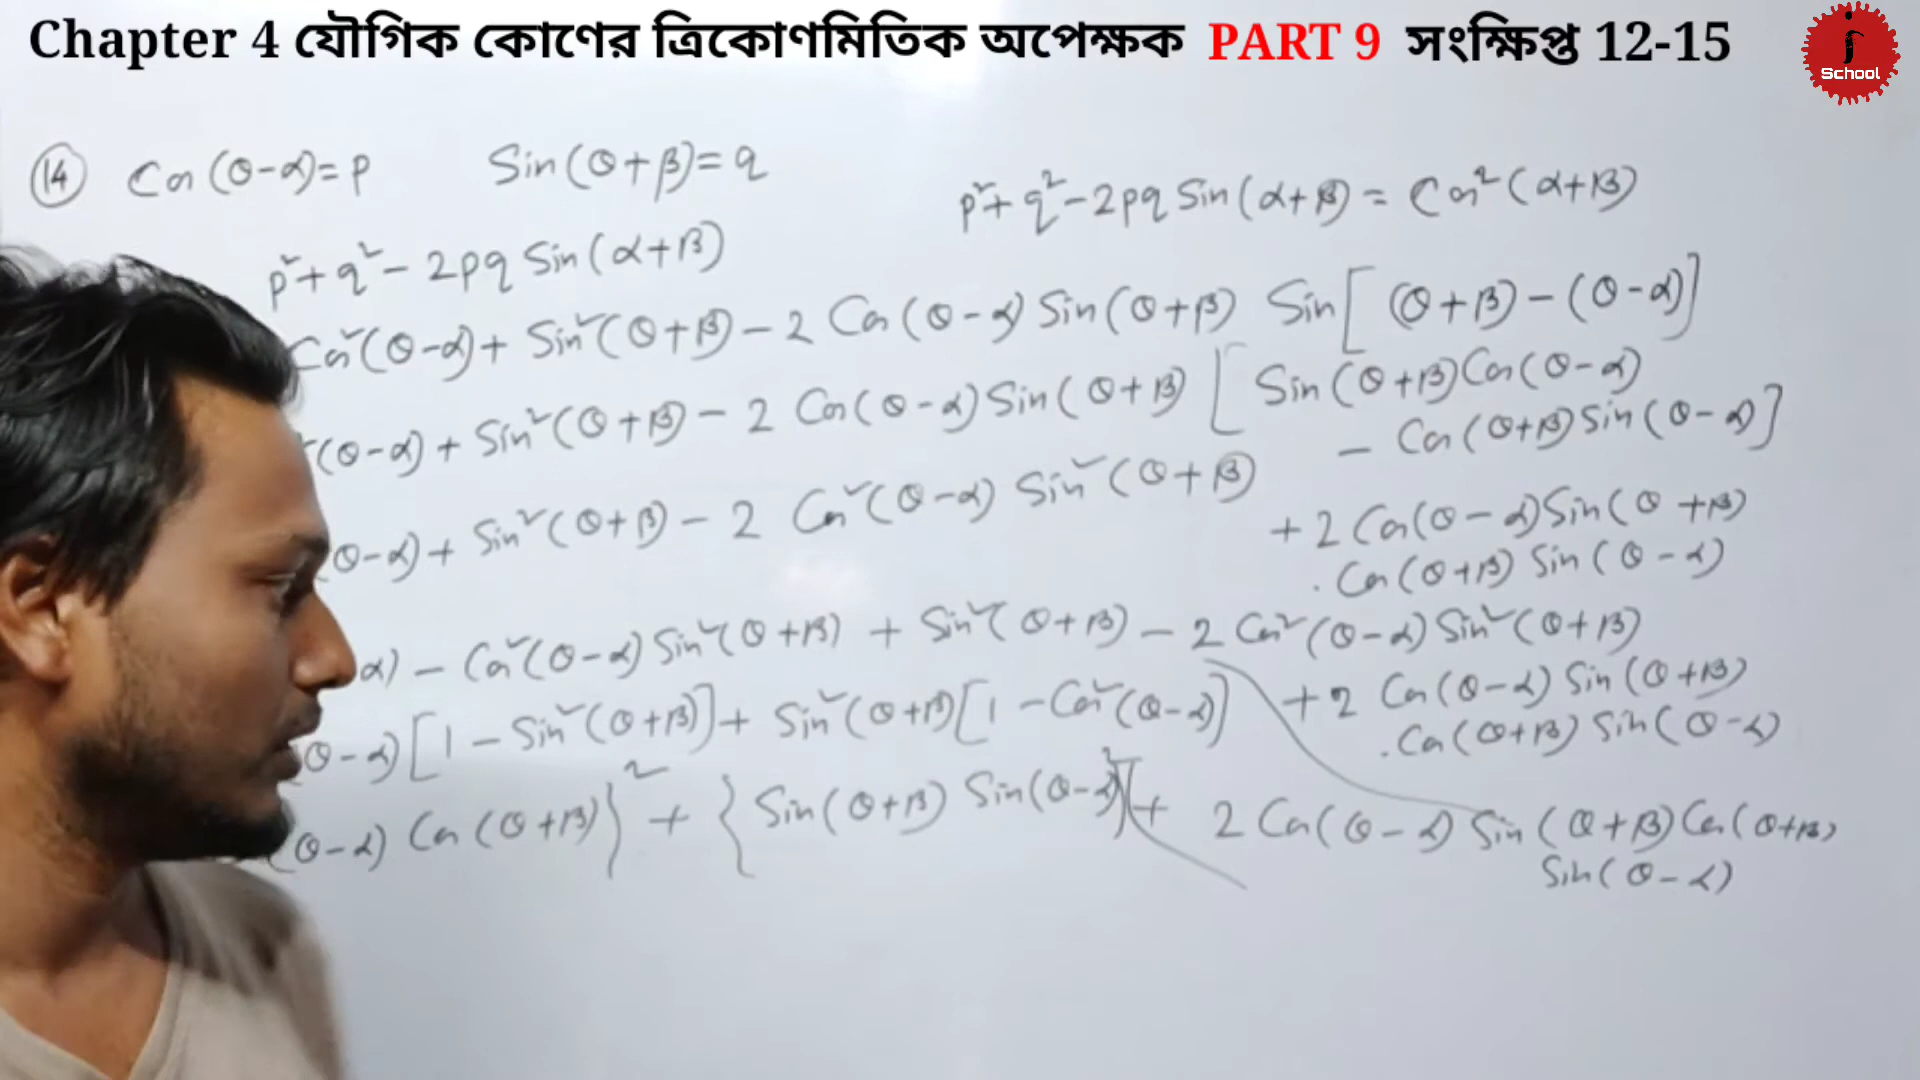 Chapter 4 যৌগিক কোণের ত্রিকোণমিতিক অপেক্ষক PART 9 সংক্ষিপ্ত 12-15
j School
14 Cos(θ-α)=p Sin(θ+β)=q
p²+q²-2pq Sin(α+β) = Cos²(α+β)
p²+q²-2pq Sin(α+β)
Cos²(θ-α)+ Sin²(θ+β)-2 Cos(θ-α) Sin(θ+β) Sin[(θ+β)-(θ-α)]
²(θ-α)+ Sin²(θ+β)-2 Cos(θ-α) Sin(θ+β) [Sin(θ+β)Cos(θ-α)
- Cos(θ+β) Sin(θ-α)]
(θ-α)+ Sin²(θ+β)-2 Cos²(θ-α) Sin²(θ+β)
+2 Cos(θ-α) Sin(θ+β)
. Cos(θ+β) Sin(θ-α)
α) - Cos²(θ-α) Sin²(θ+β) + Sin²(θ+β)-2 Cos²(θ-α) Sin²(θ+β)
+2 Cos(θ-α) Sin(θ+β)
. Cos(θ+β) Sin(θ-α)
(θ-α)[1-Sin²(θ+β)]+ Sin²(θ+β)[1-Cos²(θ-α)]
(θ-α) Cos(θ+β)}² + {Sin(θ+β) Sin(θ-α)}² + 2 Cos(θ-α) Sin(θ+β) Cos(θ+β)
Sin(θ-α)